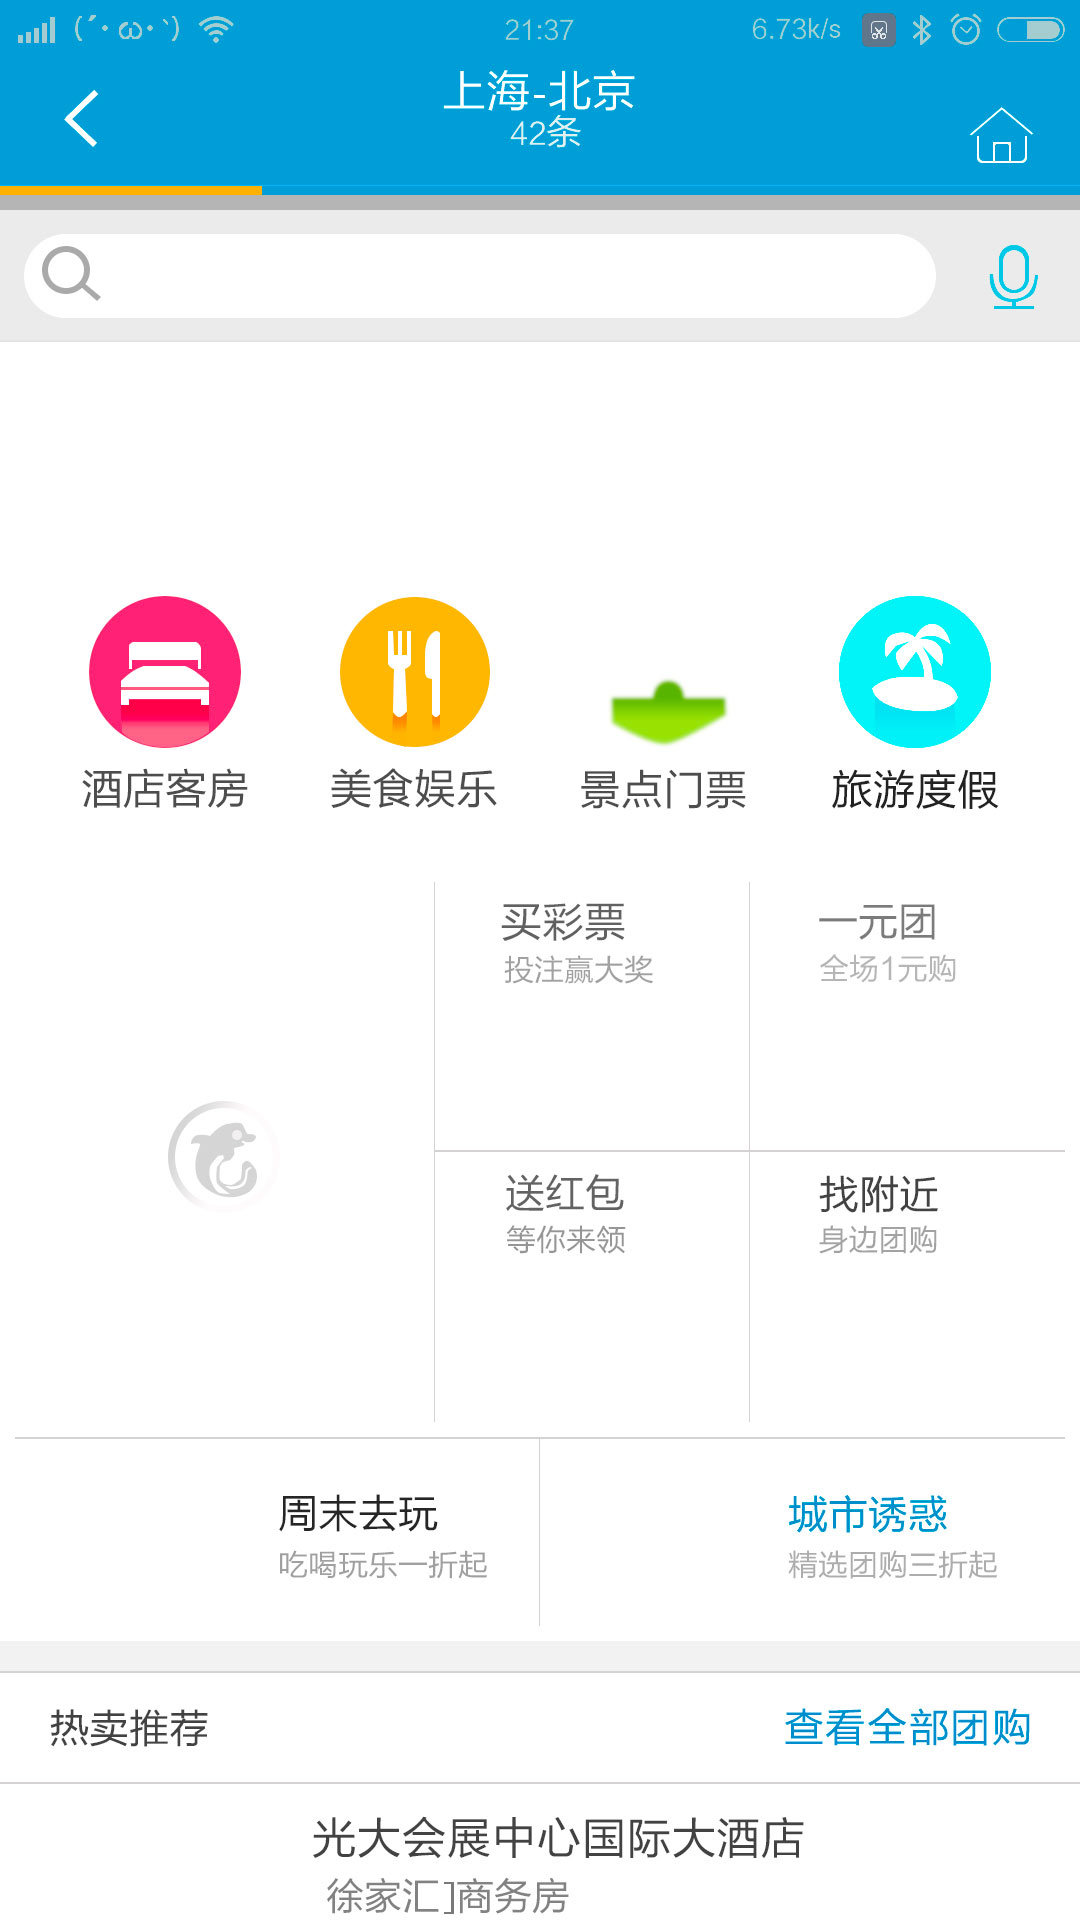 (´・ω・`)
21:37
6.73k/s
上海-北京
42条
酒店客房
美食娱乐
景点门票
旅游度假
买彩票
投注赢大奖
一元团
全场1元购
送红包
等你来领
找附近
身边团购
周末去玩
吃喝玩乐一折起
城市诱惑
精选团购三折起
热卖推荐
查看全部团购
光大会展中心国际大酒店
徐家汇]商务房